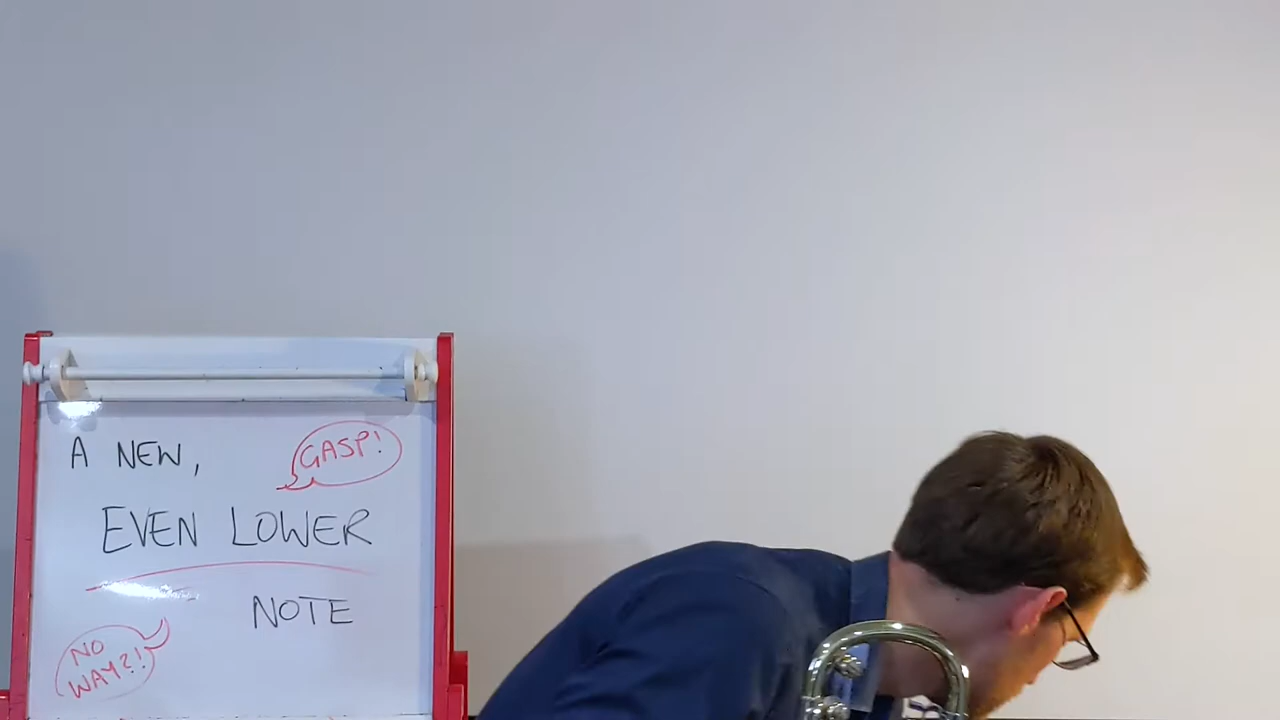 A NEW,
GASP!
EVEN LOWER
NOTE
NO
WAY?!